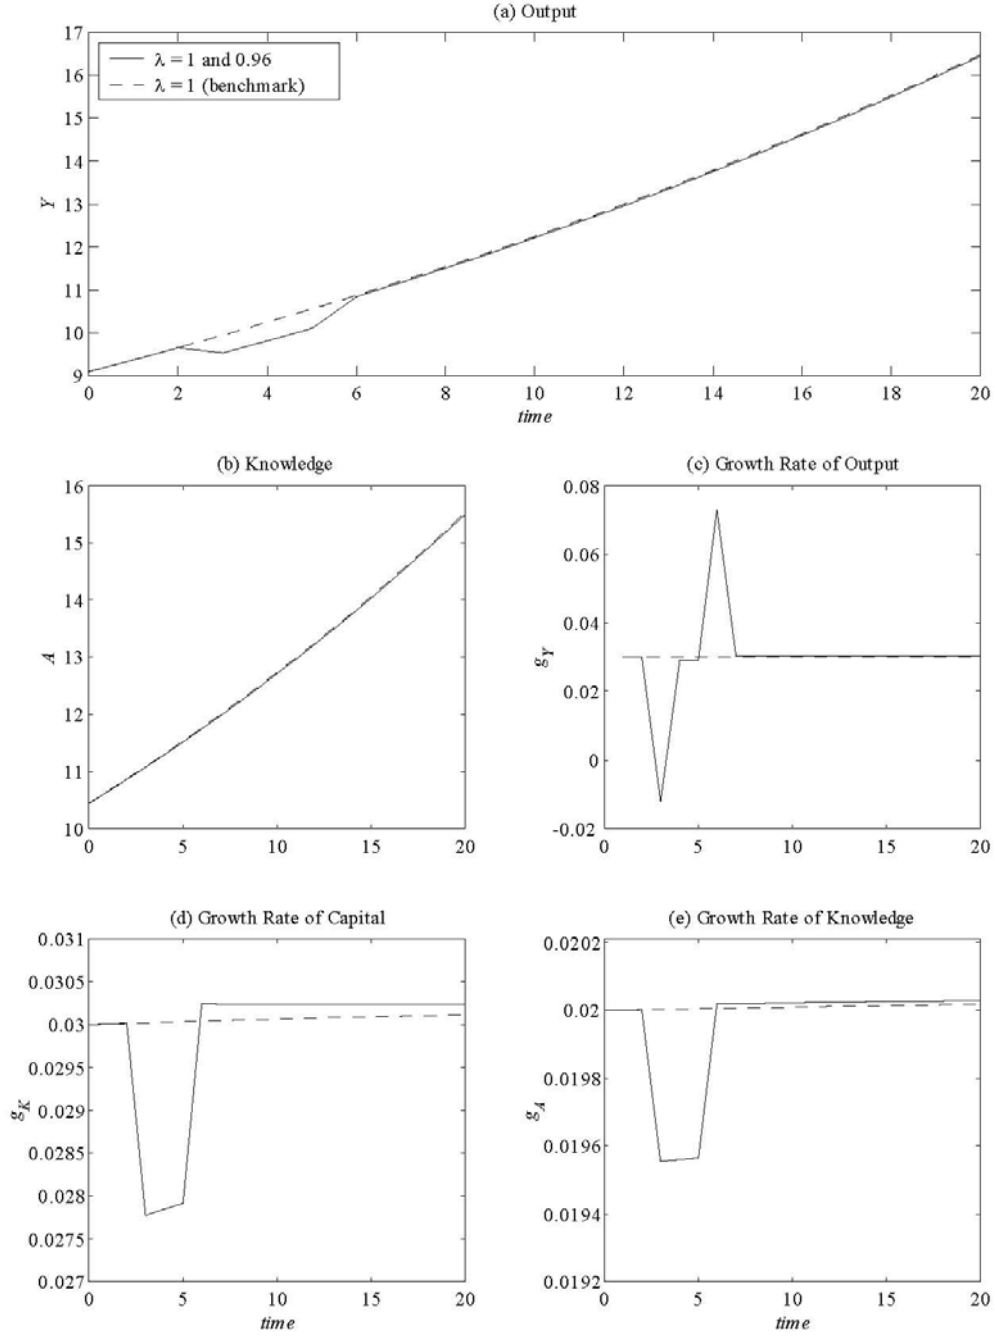 (a) Output
17
16
15
14
13
12
11
10
9
Y
λ = 1 and 0.96
λ = 1 (benchmark)
0 2 4 6 8 10 12 14 16 18 20
time
(b) Knowledge
16
15
14
13
12
11
10
A
0 5 10 15 20
(c) Growth Rate of Output
0.08
0.06
0.04
0.02
0
-0.02
gY
0 5 10 15 20
(d) Growth Rate of Capital
0.031
0.0305
0.03
0.0295
0.029
0.0285
0.028
0.0275
0.027
gK
0 5 10 15 20
time
(e) Growth Rate of Knowledge
0.0202
0.02
0.0198
0.0196
0.0194
0.0192
gA
0 5 10 15 20
time